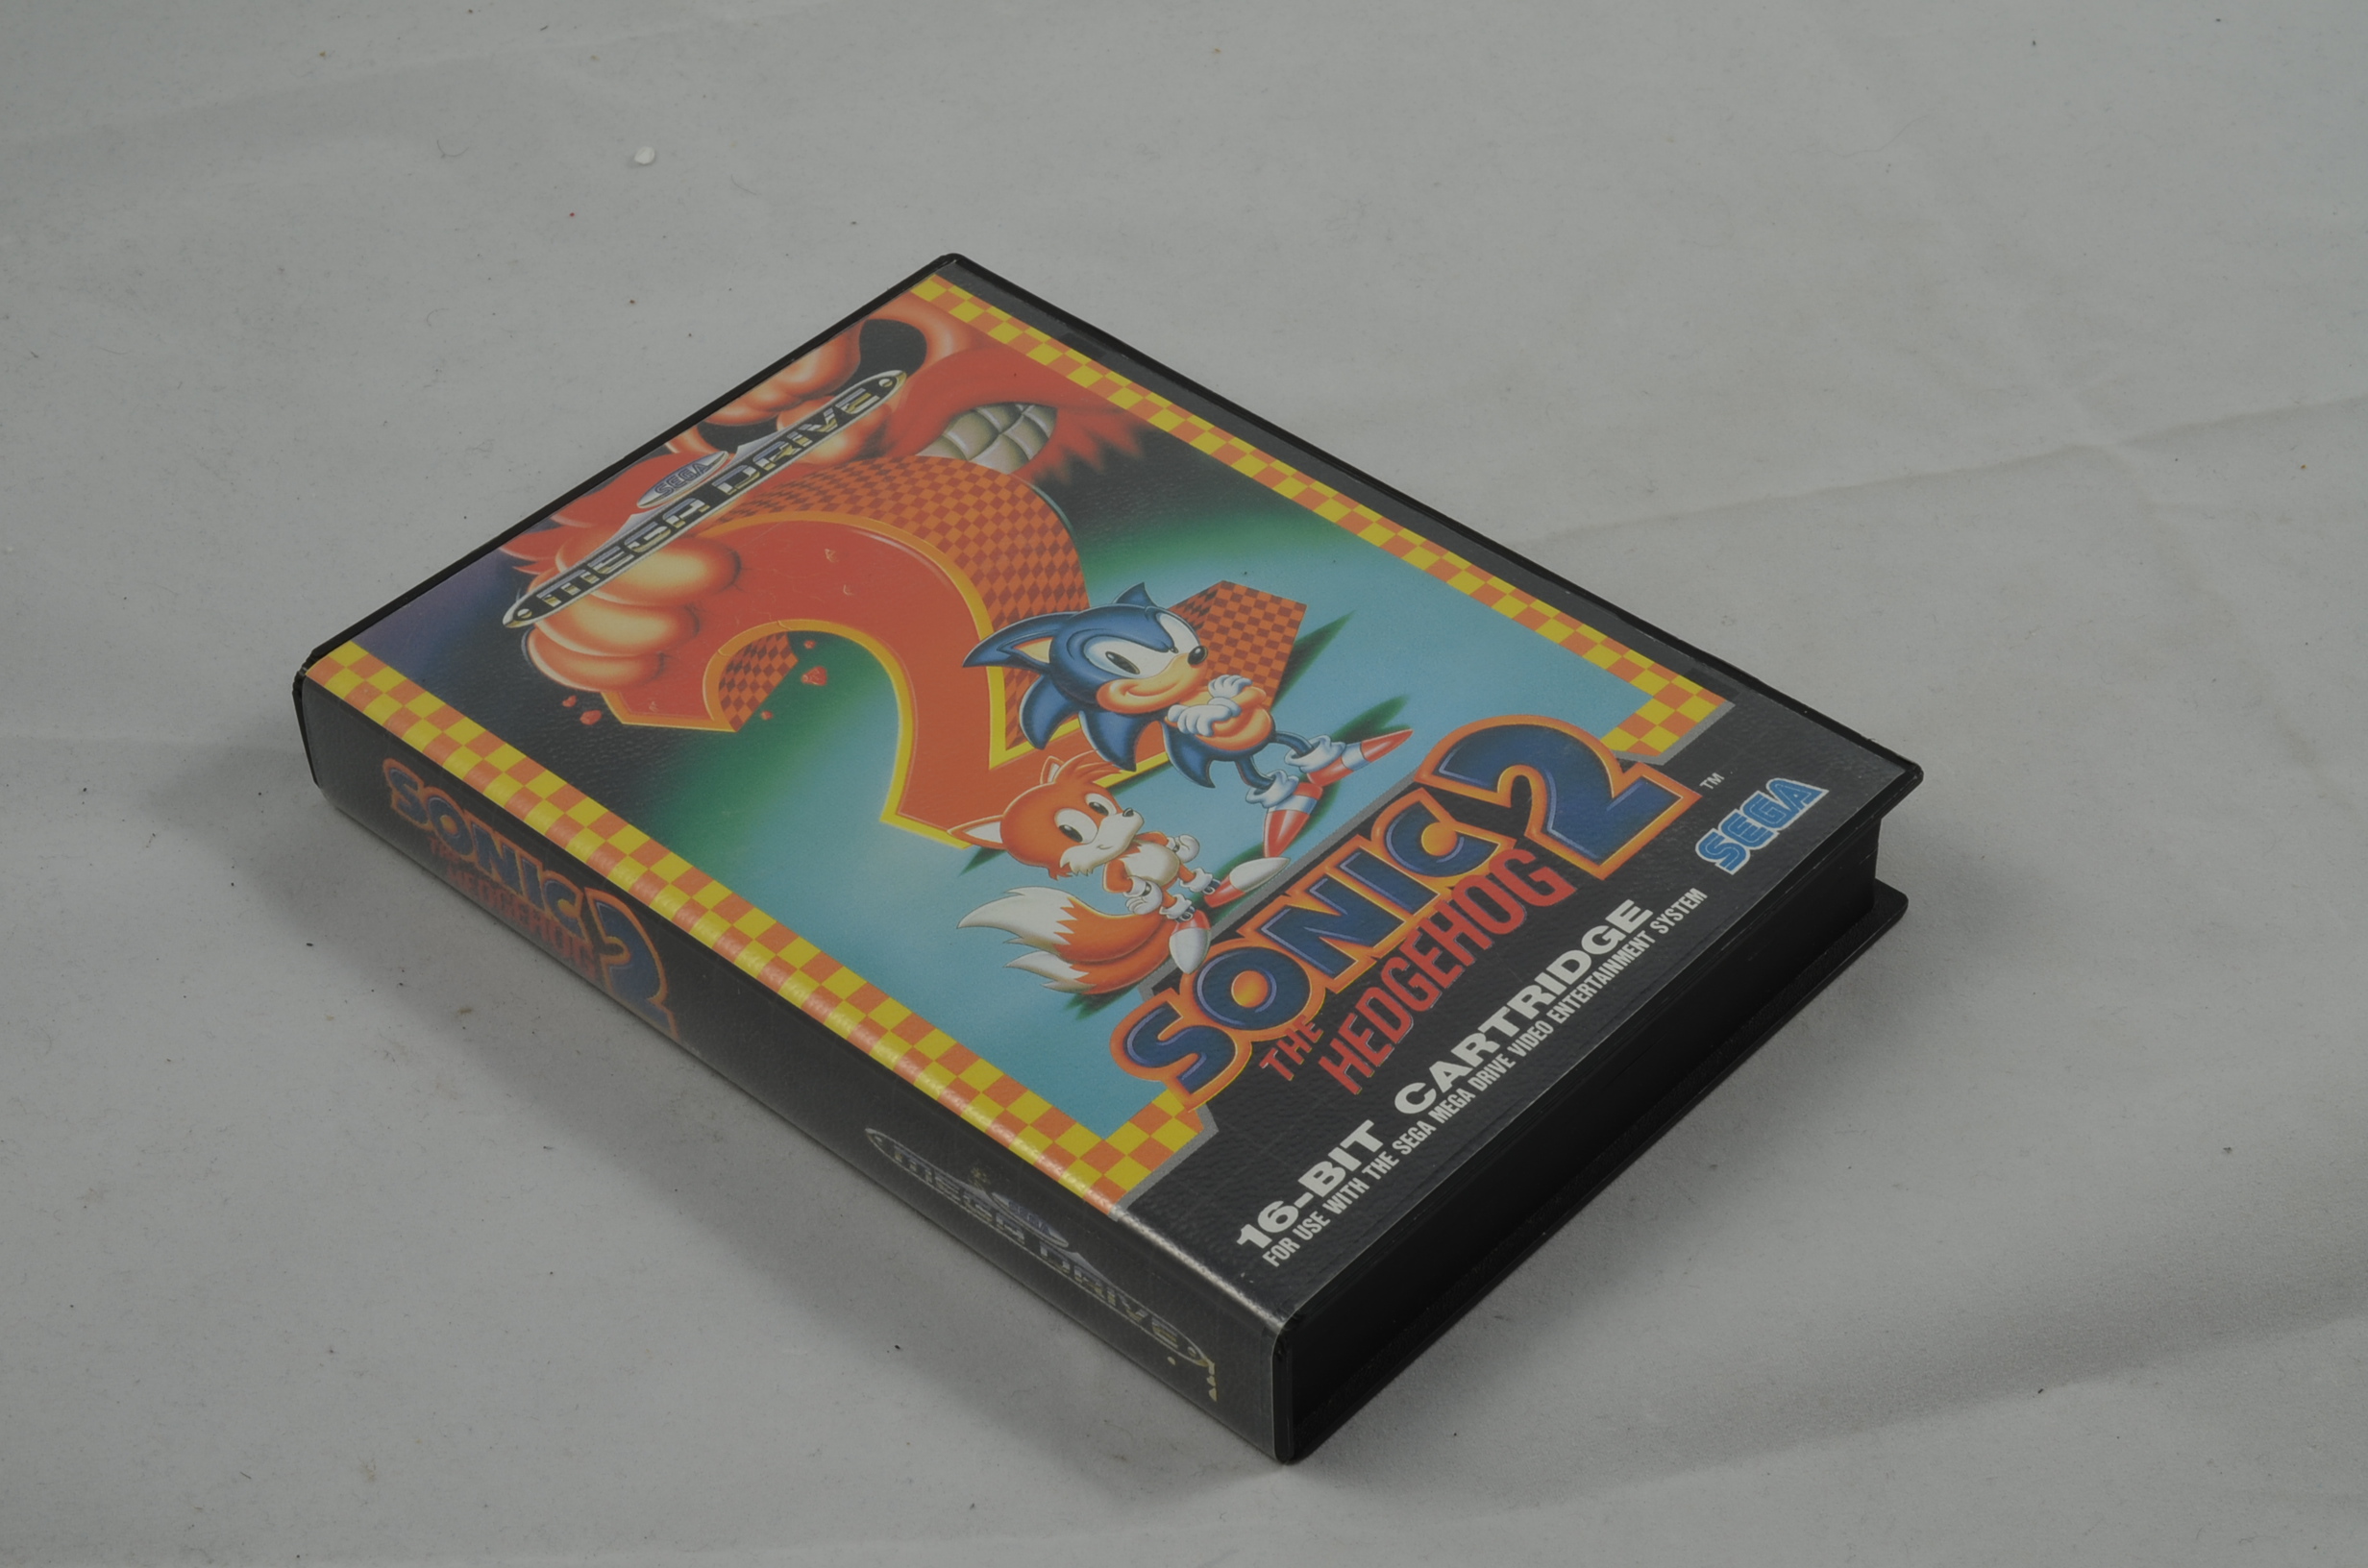 SEGA
MEGA DRIVE
SONIC 2
THE
HEDGEHOG
TM
SEGA
16-BIT CARTRIDGE
FOR USE WITH THE SEGA MEGA DRIVE VIDEO ENTERTAINMENT SYSTEM
SONIC 2
THE
HEDGEHOG
SEGA
MEGA DRIVE